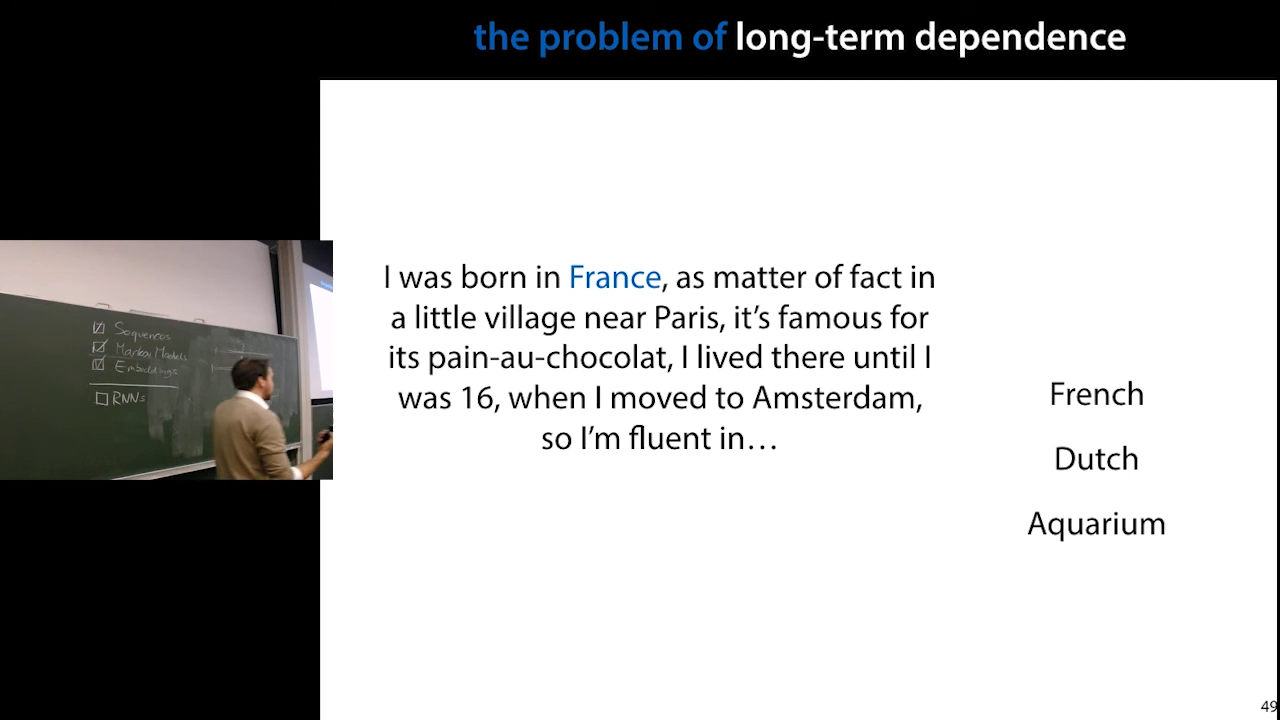 the problem of long-term dependence
I was born in France, as matter of fact in
a little village near Paris, it’s famous for
its pain-au-chocolat, I lived there until I
was 16, when I moved to Amsterdam,
so I’m fluent in…
French
Dutch
Aquarium
Sequences
Markov Models
Embeddings
RNNs
49